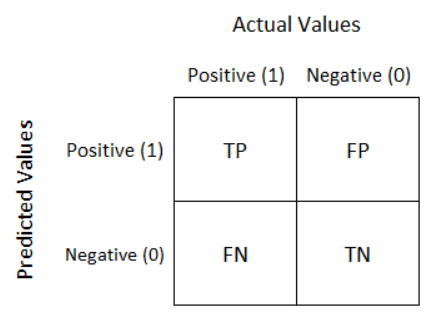 Actual Values
Positive (1) Negative (0)
Predicted Values
Positive (1) TP FP
Negative (0) FN TN